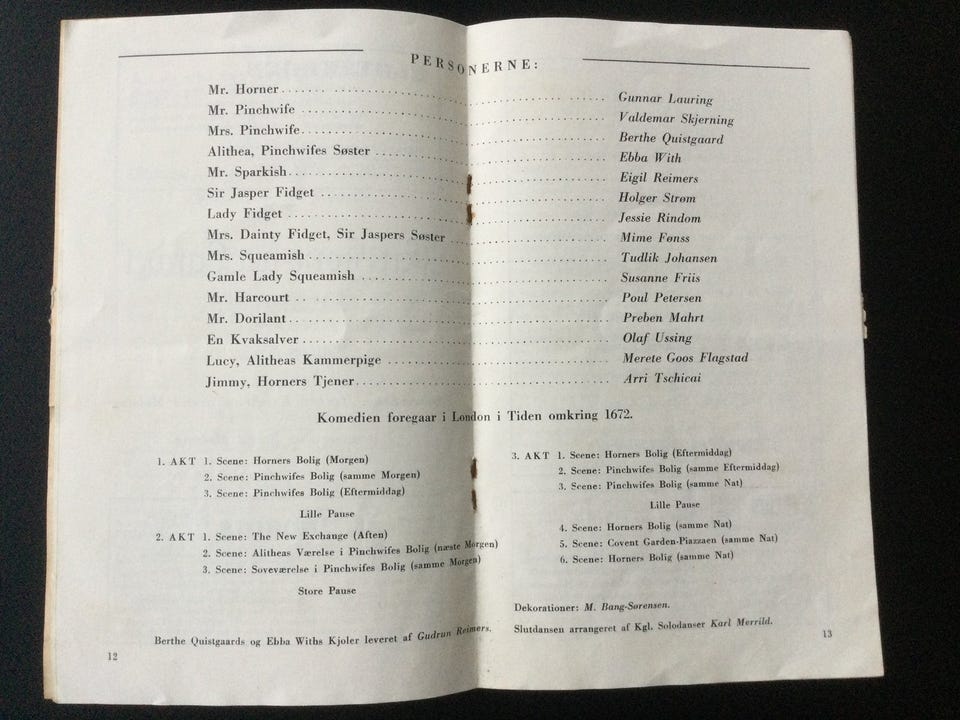 PERSONERNE:
Mr. Horner Gunnar Lauring
Mr. Pinchwife Valdemar Skjerning
Mrs. Pinchwife Berthe Quistgaard
Alithea, Pinchwifes Søster Ebba With
Mr. Sparkish Eigil Reimers
Sir Jasper Fidget Holger Strøm
Lady Fidget Jessie Rindom
Mrs. Dainty Fidget, Sir Jaspers Søster Mime Fønss
Mrs. Squeamish Tudlik Johansen
Gamle Lady Squeamish Susanne Friis
Mr. Harcourt Poul Petersen
Mr. Dorilant Preben Mahrt
En Kvaksalver Olaf Ussing
Lucy, Alitheas Kammerpige Merete Goos Flagstad
Jimmy, Horners Tjener Arri Tschicai
Komedien foregaar i London i Tiden omkring 1672.
1. AKT 1. Scene: Horners Bolig (Morgen)
2. Scene: Pinchwifes Bolig (samme Morgen)
3. Scene: Pinchwifes Bolig (Eftermiddag)
Lille Pause
2. AKT 1. Scene: The New Exchange (Aften)
2. Scene: Alitheas Værelse i Pinchwifes Bolig (næste Morgen)
3. Scene: Soveværelse i Pinchwifes Bolig (samme Morgen)
Store Pause
Berthe Quistgaards og Ebba Withs Kjoler leveret af Gudrun Reimers.
12
3. AKT 1. Scene: Horners Bolig (Eftermiddag)
2. Scene: Pinchwifes Bolig (samme Eftermiddag)
3. Scene: Pinchwifes Bolig (samme Nat)
Lille Pause
4. Scene: Horners Bolig (samme Nat)
5. Scene: Covent Garden-Piazzaen (samme Nat)
6. Scene: Horners Bolig (samme Nat)
Dekorationer: M. Bang-Sørensen.
Slutdansen arrangeret af Kgl. Solodanser Karl Merrild.
13